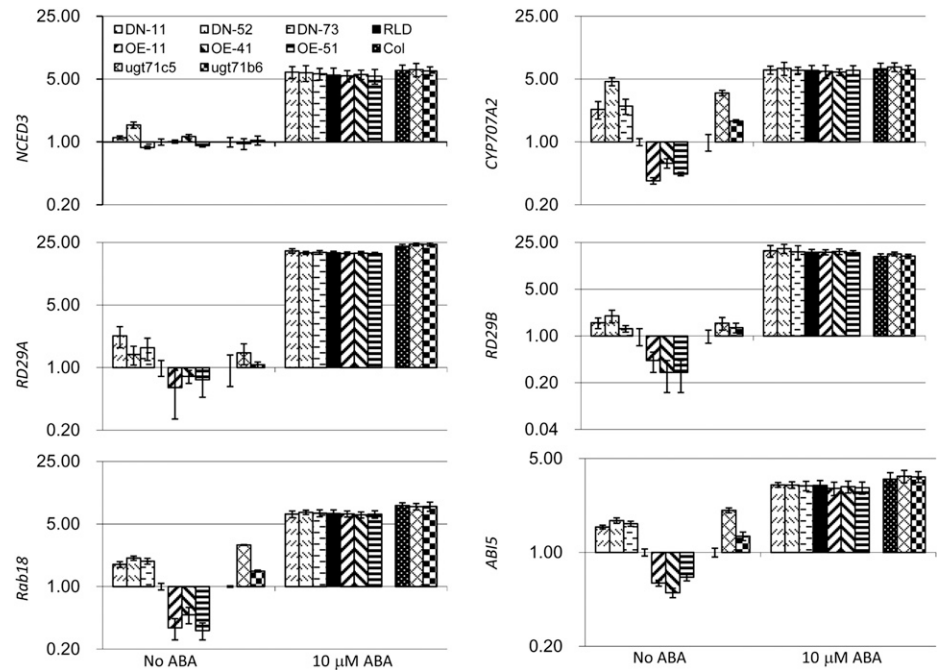 25.00
DN-11 DN-52 DN-73 RLD
OE-11 OE-41 OE-51 Col
ugt71c5 ugt71b6
5.00
1.00
0.20
NCED3
25.00
5.00
1.00
0.20
CYP707A2
25.00
5.00
1.00
0.20
RD29A
25.00
5.00
1.00
0.20
0.04
RD29B
25.00
5.00
1.00
0.20
Rab18
No ABA 10 µM ABA
5.00
1.00
0.20
ABI5
No ABA 10 µM ABA